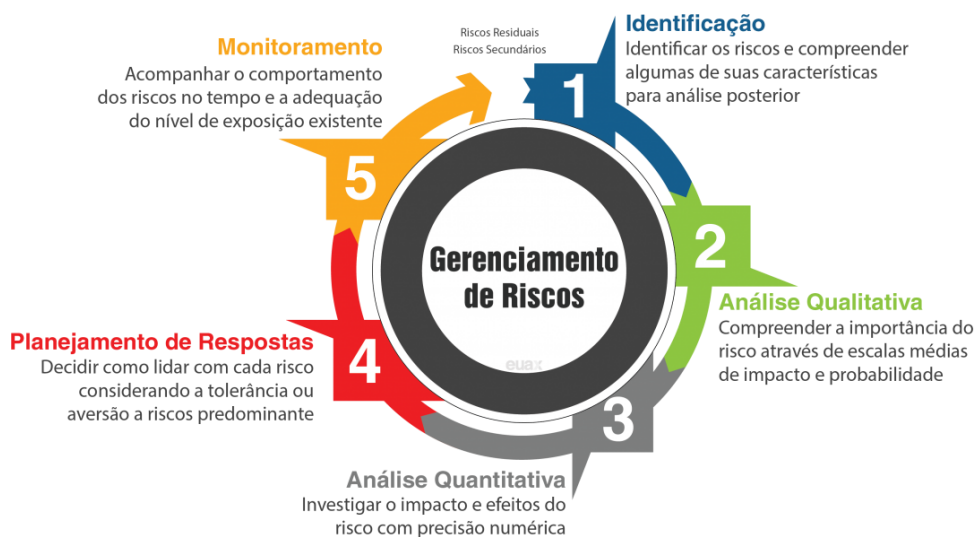 Riscos Residuais
Riscos Secundários
1
Identificação
Identificar os riscos e compreender
algumas de suas características
para análise posterior
2
Análise Qualitativa
Compreender a importância do
risco através de escalas médias
de impacto e probabilidade
3
Análise Quantitativa
Investigar o impacto e efeitos do
risco com precisão numérica
4
Planejamento de Respostas
Decidir como lidar com cada risco
considerando a tolerância ou
aversão a riscos predominante
5
Monitoramento
Acompanhar o comportamento
dos riscos no tempo e a adequação
do nível de exposição existente
Gerenciamento
de Riscos
euax